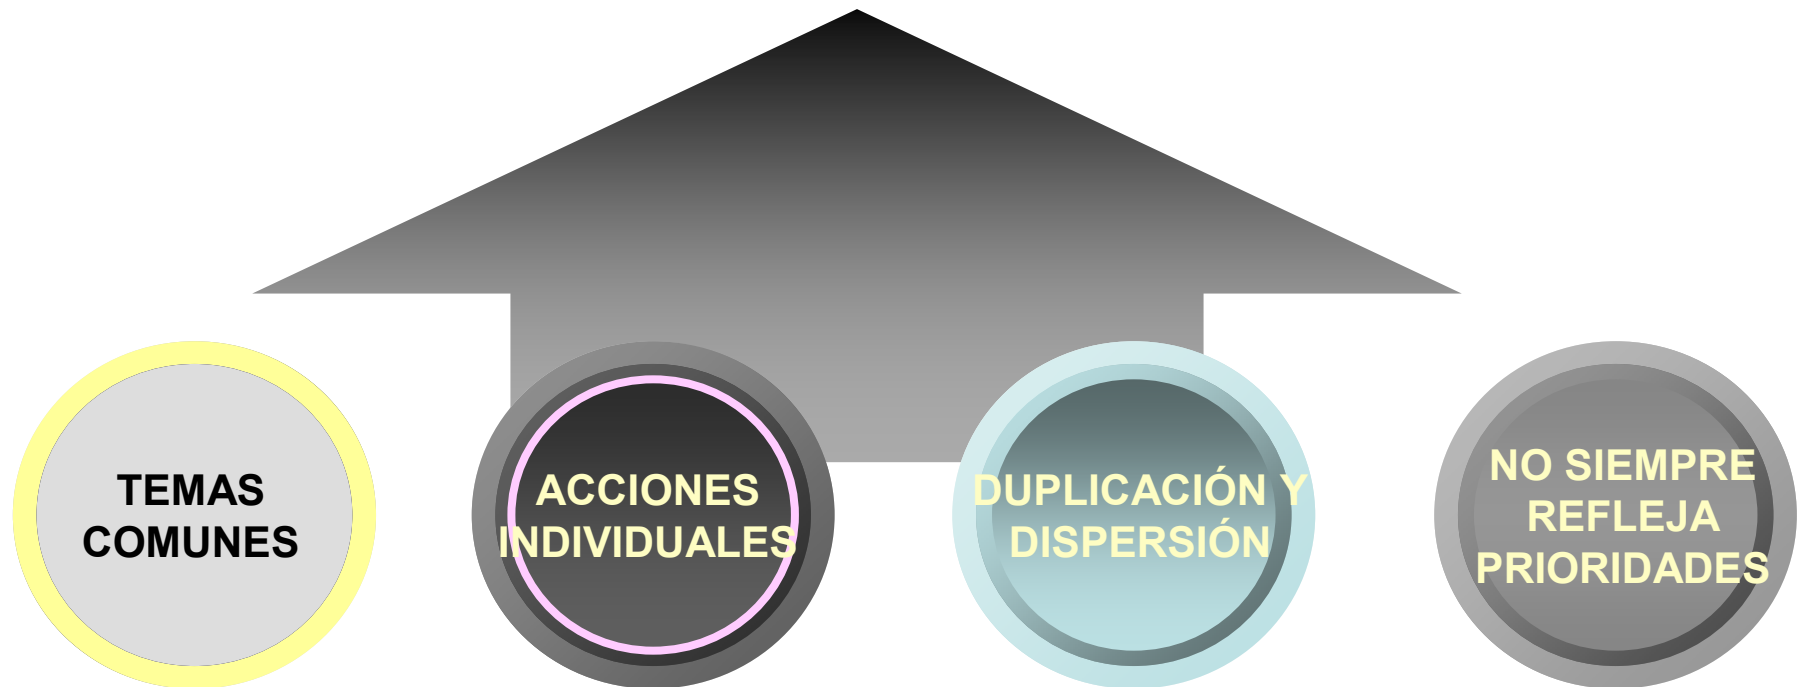 TEMAS
COMUNES
ACCIONES
INDIVIDUALES
DUPLICACIÓN Y
DISPERSIÓN
NO SIEMPRE
REFLEJA
PRIORIDADES